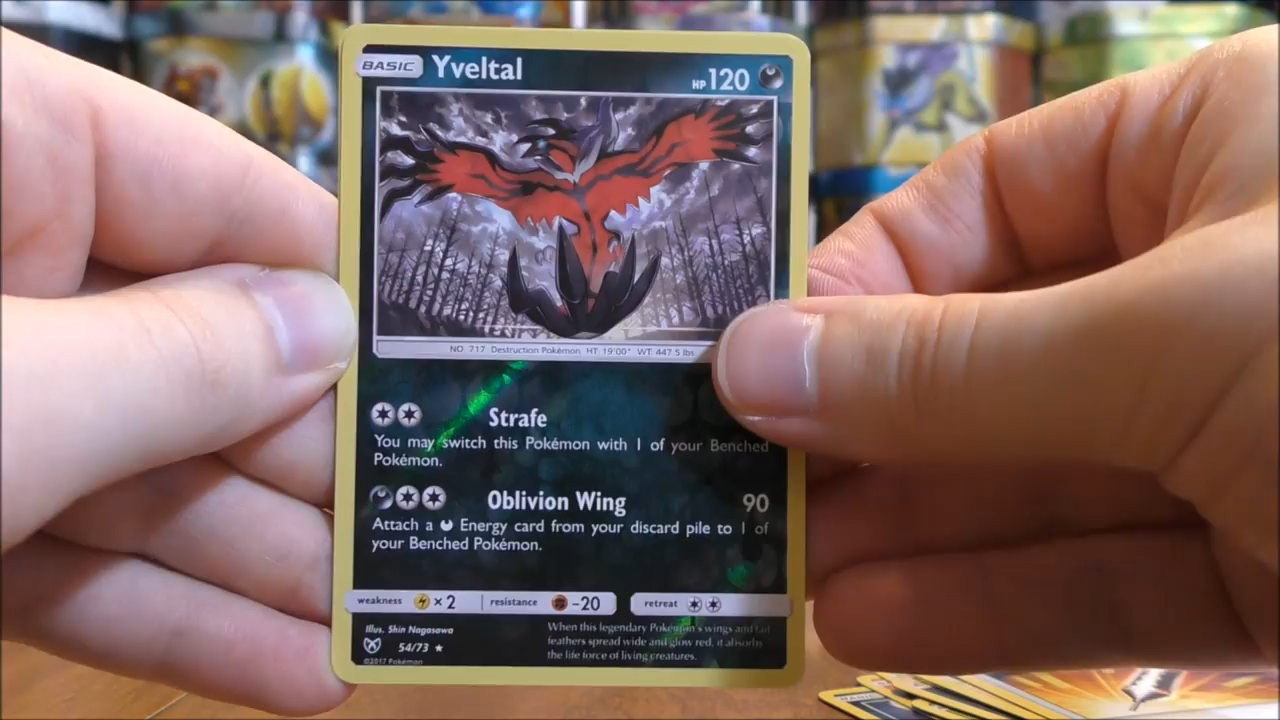 BASIC Yveltal HP 120
NO. 717 Destruction Pokémon HT: 19'00" WT: 447.5 lbs
Strafe
You may switch this Pokémon with 1 of your Benched
Pokémon.
Oblivion Wing 90
Attach a Energy card from your discard pile to 1 of
your Benched Pokémon.
weakness ×2 resistance -20 retreat
Illus. Shin Nagasawa
54/73 ★
©2017 Pokémon
When this legendary Pokémon's wings and tail
feathers spread wide and glow red, it absorbs
the life force of living creatures.
BASIC